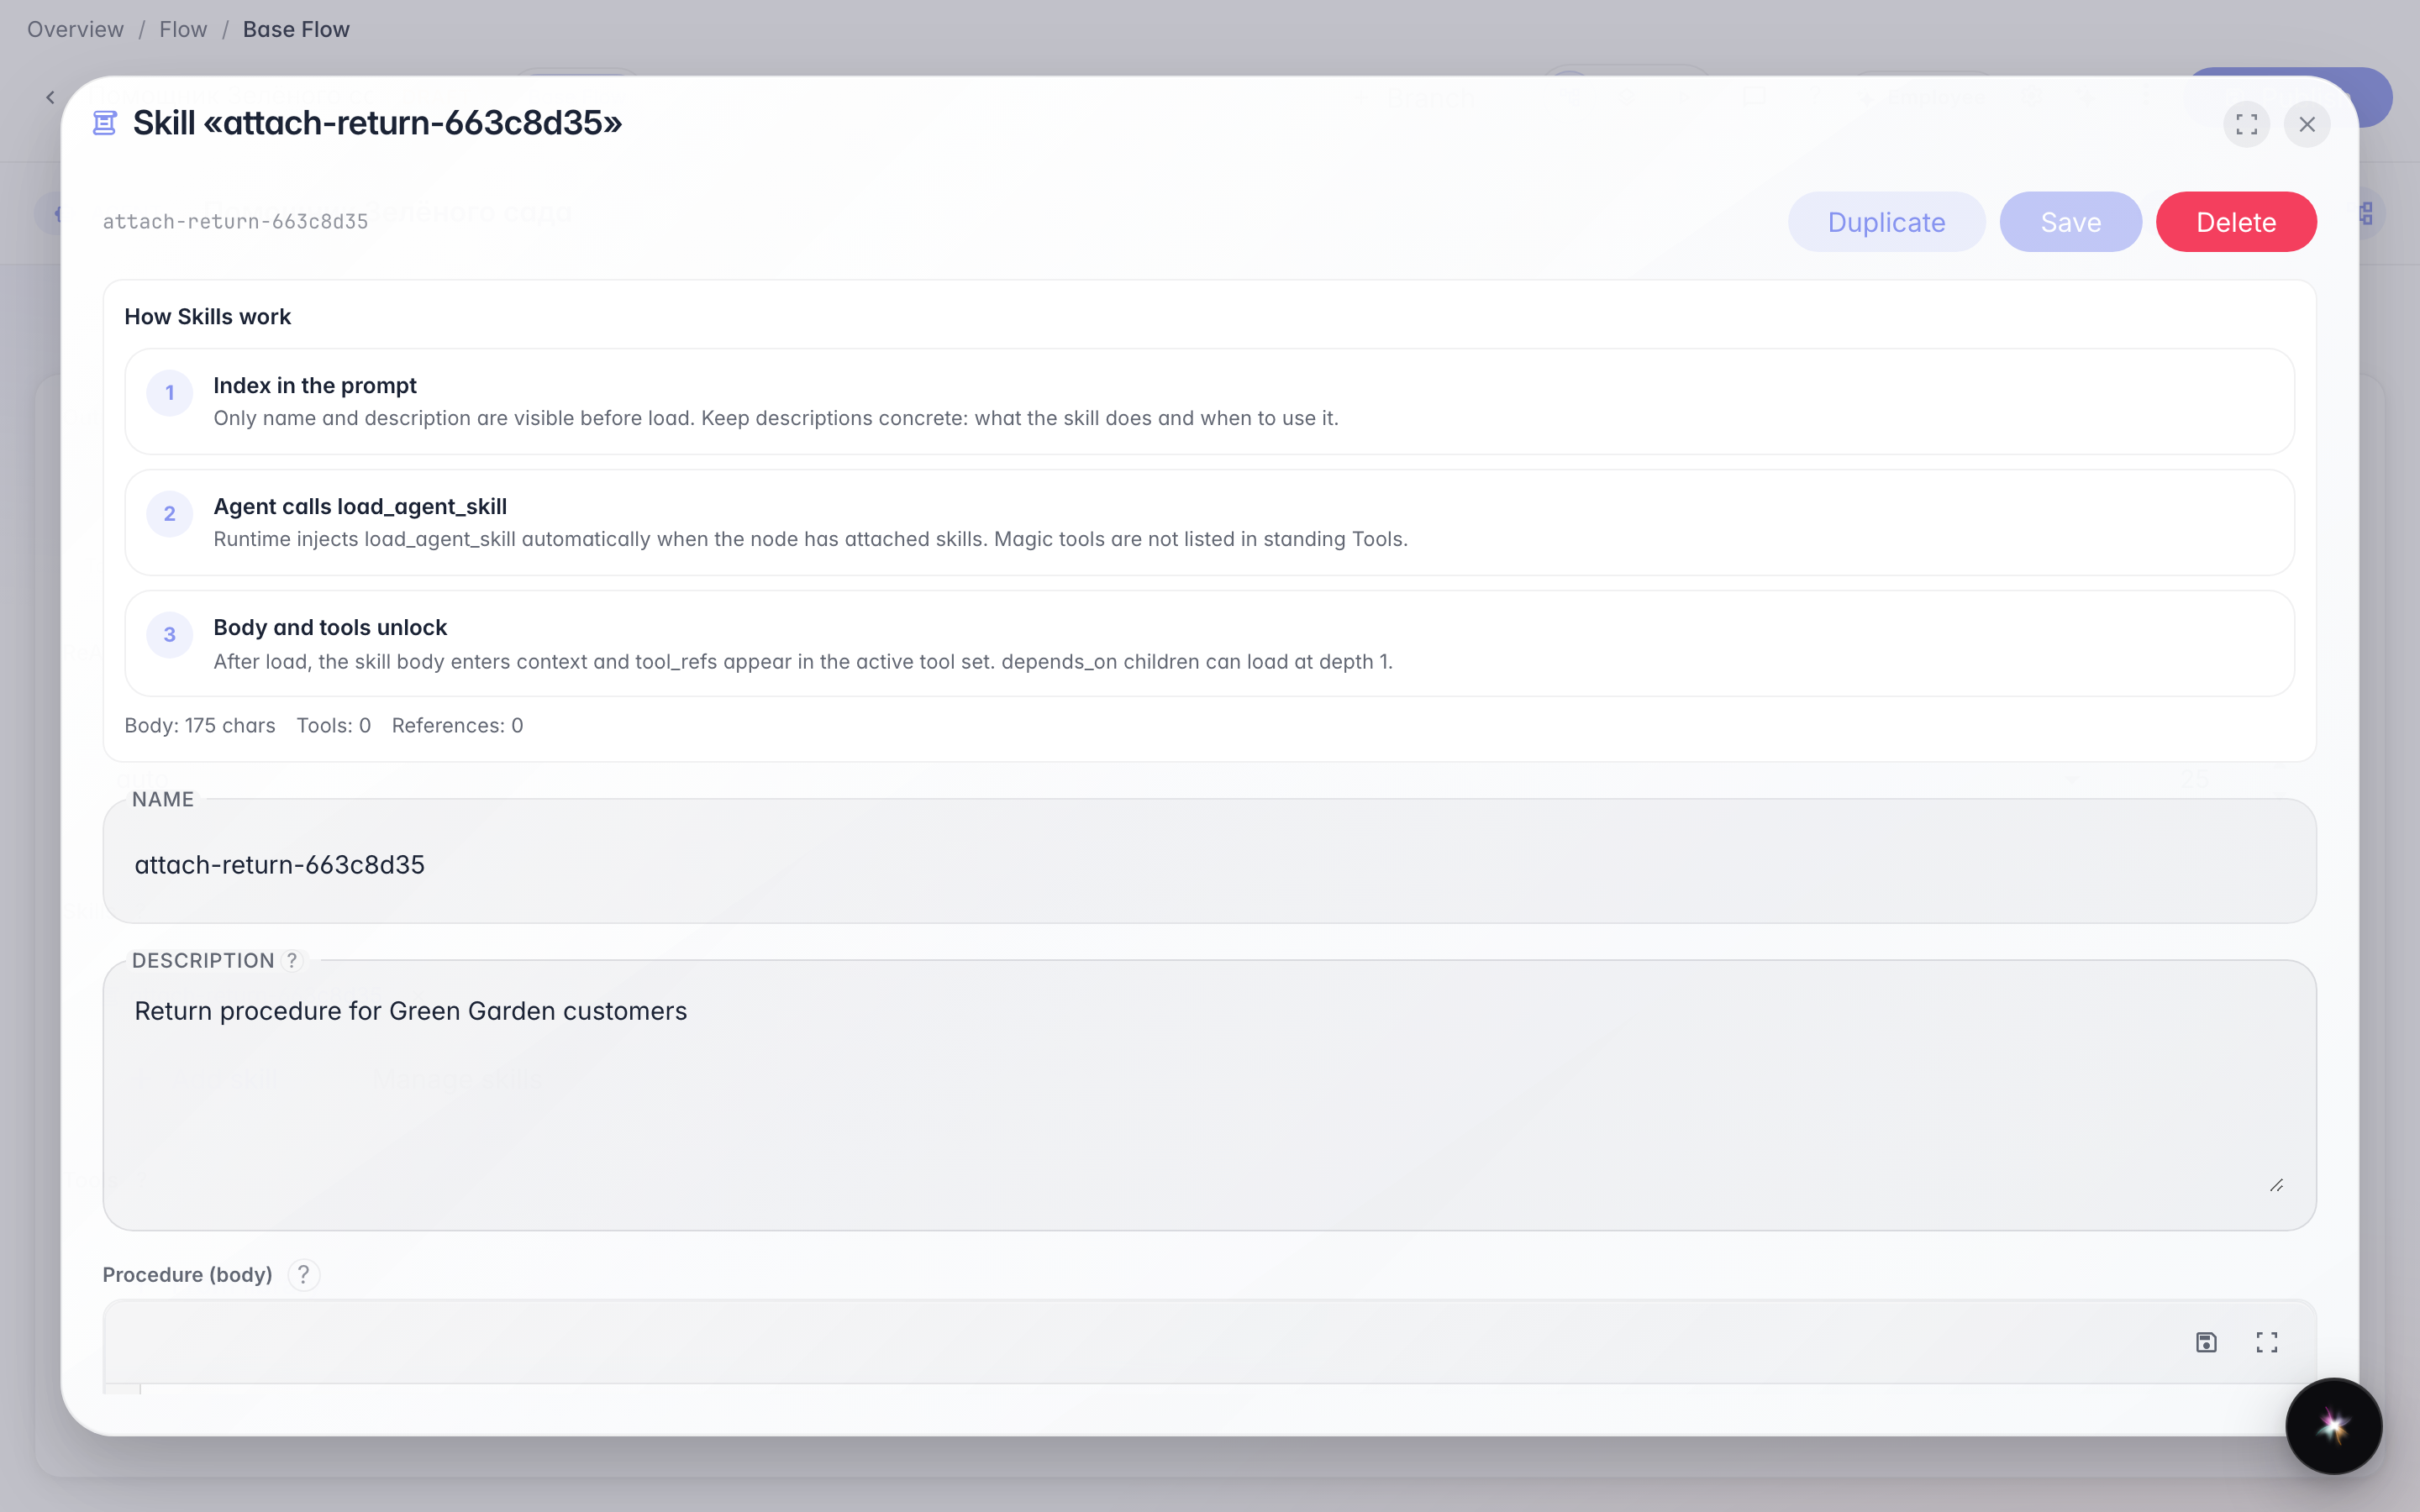 Overview / Flow / Base Flow
Branch
Skill «attach-return-663c8d35»
attach-return-663c8d35
Duplicate
Save
Delete
How Skills work
1
Index in the prompt
Only name and description are visible before load. Keep descriptions concrete: what the skill does and when to use it.
2
Agent calls load_agent_skill
Runtime injects load_agent_skill automatically when the node has attached skills. Magic tools are not listed in standing Tools.
3
Body and tools unlock
After load, the skill body enters context and tool_refs appear in the active tool set. depends_on children can load at depth 1.
Body: 175 chars Tools: 0 References: 0
NAME
attach-return-663c8d35
DESCRIPTION ?
Return procedure for Green Garden customers
Procedure (body) ?